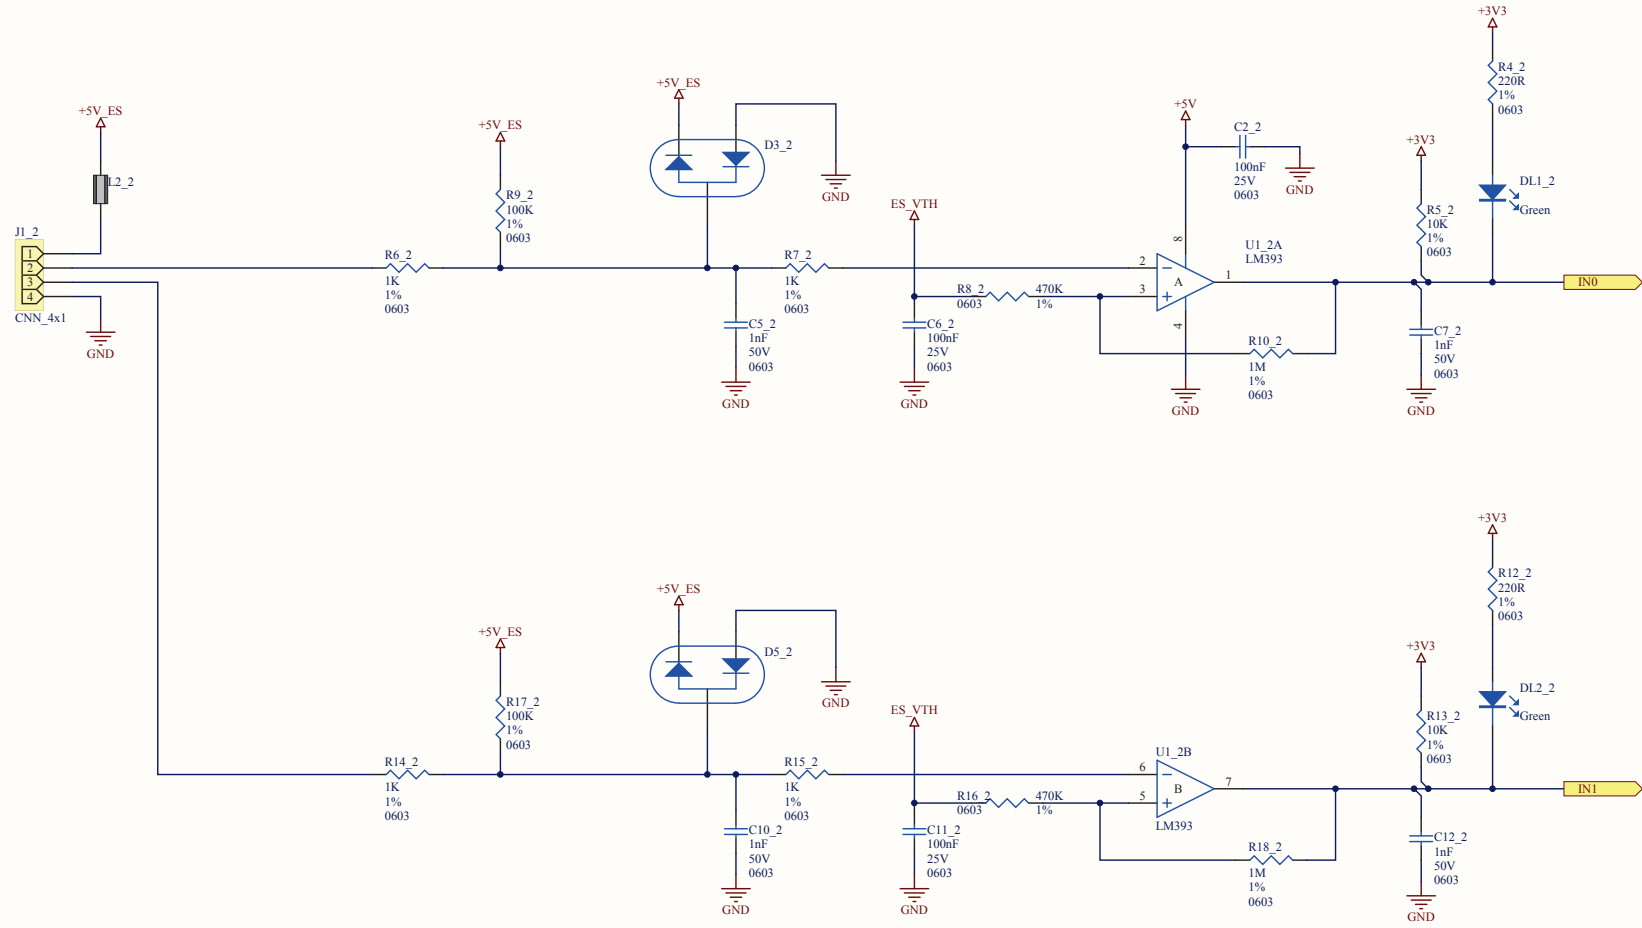 +3V3
R4_2
220R
1%
0603
+5V_ES
+5V_ES
+5V_ES
+5V
C2_2
100nF
25V
0603
GND
+3V3
D3_2
GND
L2_2
R9_2
100K
1%
0603
ES_VTH
DL1_2
Green
R5_2
10K
1%
0603
J1_2
1
2
3
4
CNN_4x1
GND
R6_2
1K
1%
0603
R7_2
1K
1%
0603
C5_2
1nF
50V
0603
GND
C6_2
100nF
25V
0603
GND
R8_2
0603
470K
1%
2
3
8
4
A
1
U1_2A
LM393
GND
R10_2
1M
1%
0603
C7_2
1nF
50V
0603
GND
IN0
+3V3
R12_2
220R
1%
0603
+5V_ES
+5V_ES
D5_2
GND
+3V3
R17_2
100K
1%
0603
ES_VTH
DL2_2
Green
R13_2
10K
1%
0603
R14_2
1K
1%
0603
R15_2
1K
1%
0603
C10_2
1nF
50V
0603
GND
C11_2
100nF
25V
0603
GND
R16_2
0603
470K
1%
U1_2B
6
5
B
7
LM393
R18_2
1M
1%
0603
C12_2
1nF
50V
0603
GND
IN1